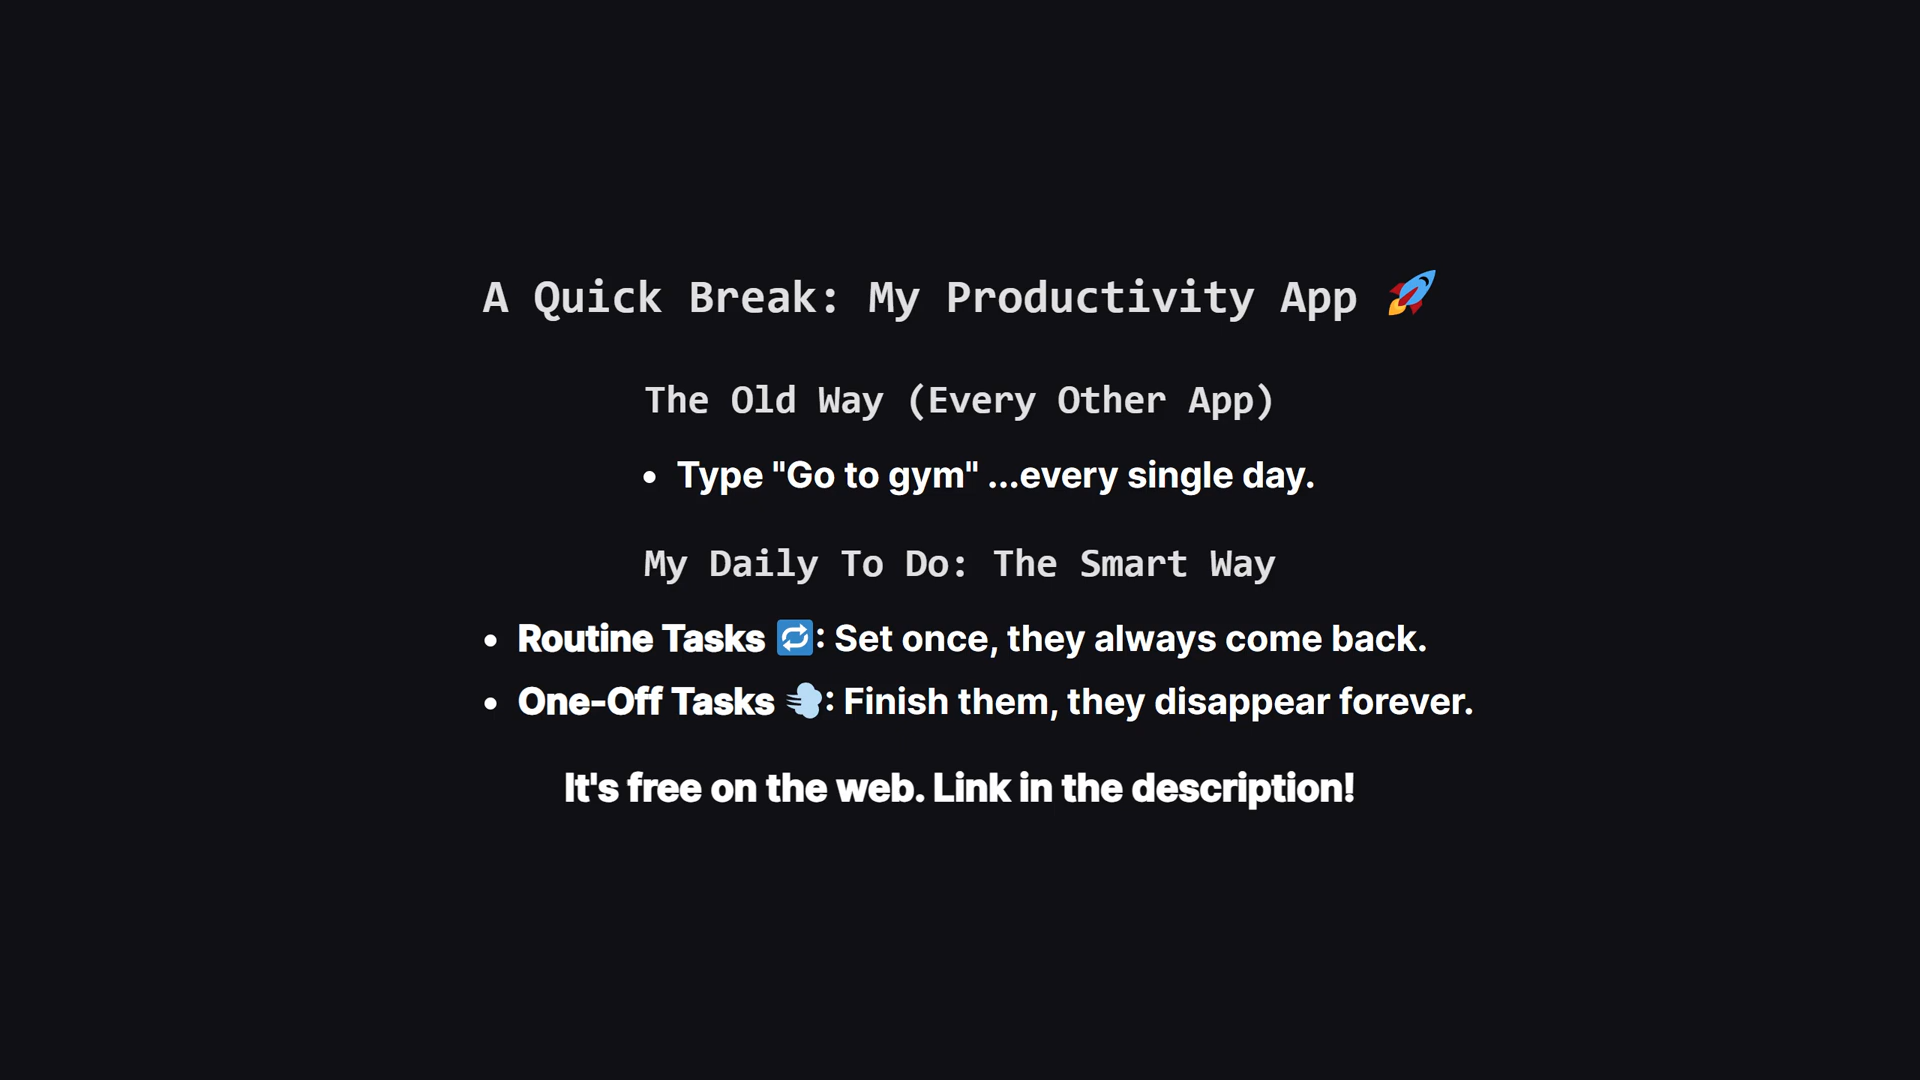 A Quick Break: My Productivity App 🚀
The Old Way (Every Other App)
• Type "Go to gym" ...every single day.
My Daily To Do: The Smart Way
• Routine Tasks 🔁: Set once, they always come back.
• One-Off Tasks 💨: Finish them, they disappear forever.
It's free on the web. Link in the description!